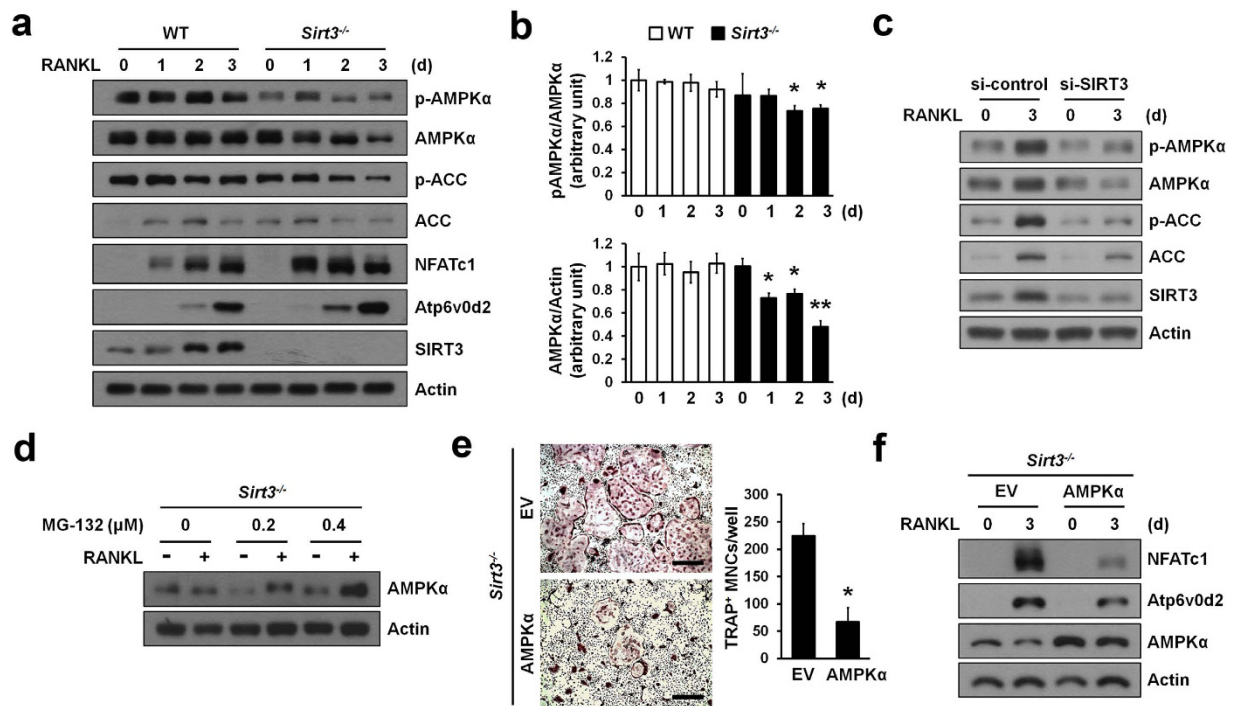 a
WT Sirt3-/-
RANKL 0 1 2 3 0 1 2 3 (d)
p-AMPKα
AMPKα
p-ACC
ACC
NFATc1
Atp6v0d2
SIRT3
Actin
b
WT Sirt3-/-
pAMPKα/AMPKα
(arbitrary unit)
1.2
1
0.8
0.6
0.4
0.2
0
* *
0 1 2 3 0 1 2 3 (d)
AMPKα/Actin
(arbitrary unit)
1.2
1
0.8
0.6
0.4
0.2
0
* * **
0 1 2 3 0 1 2 3 (d)
c
si-control si-SIRT3
RANKL 0 3 0 3 (d)
p-AMPKα
AMPKα
p-ACC
ACC
SIRT3
Actin
d
Sirt3-/-
MG-132 (μM) 0 0.2 0.4
RANKL - + - + - +
AMPKα
Actin
e
Sirt3-/-
EV
AMPKα
TRAP+ MNCs/well
300
250
200
150
100
50
0
*
EV AMPKα
f
Sirt3-/-
EV AMPKα
RANKL 0 3 0 3 (d)
NFATc1
Atp6v0d2
AMPKα
Actin